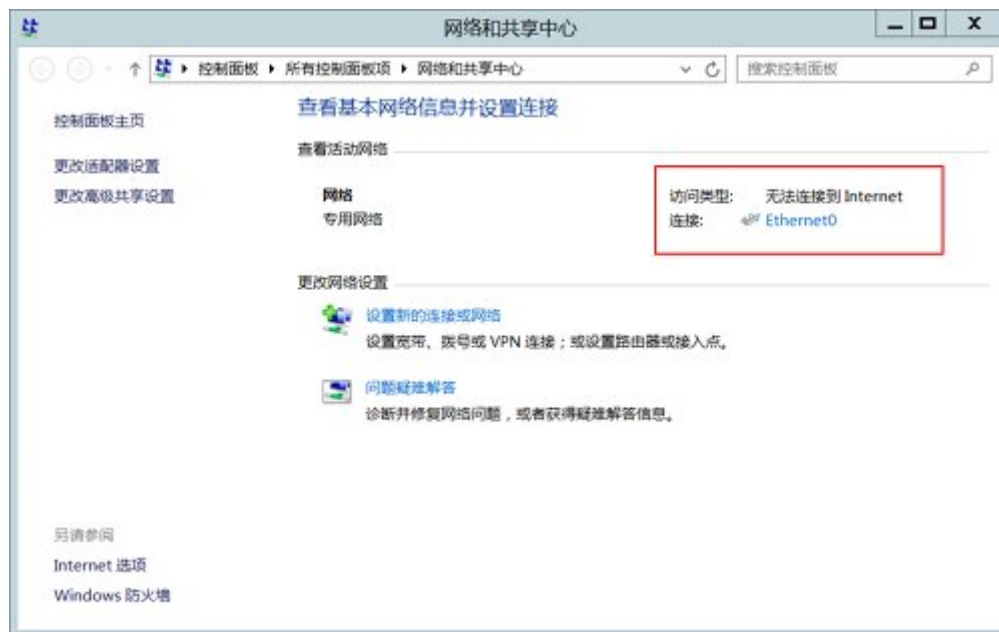 网络和共享中心
控制面板 所有控制面板项 网络和共享中心
搜索控制面板
控制面板主页
更改适配器设置
更改高级共享设置
查看基本网络信息并设置连接
查看活动网络
网络
专用网络
访问类型: 无法连接到 Internet
连接: Ethernet0
更改网络设置
设置新的连接或网络
设置宽带、拨号或 VPN 连接；或设置路由器或接入点。
问题疑难解答
诊断并修复网络问题，或者获得疑难解答信息。
另请参阅
Internet 选项
Windows 防火墙